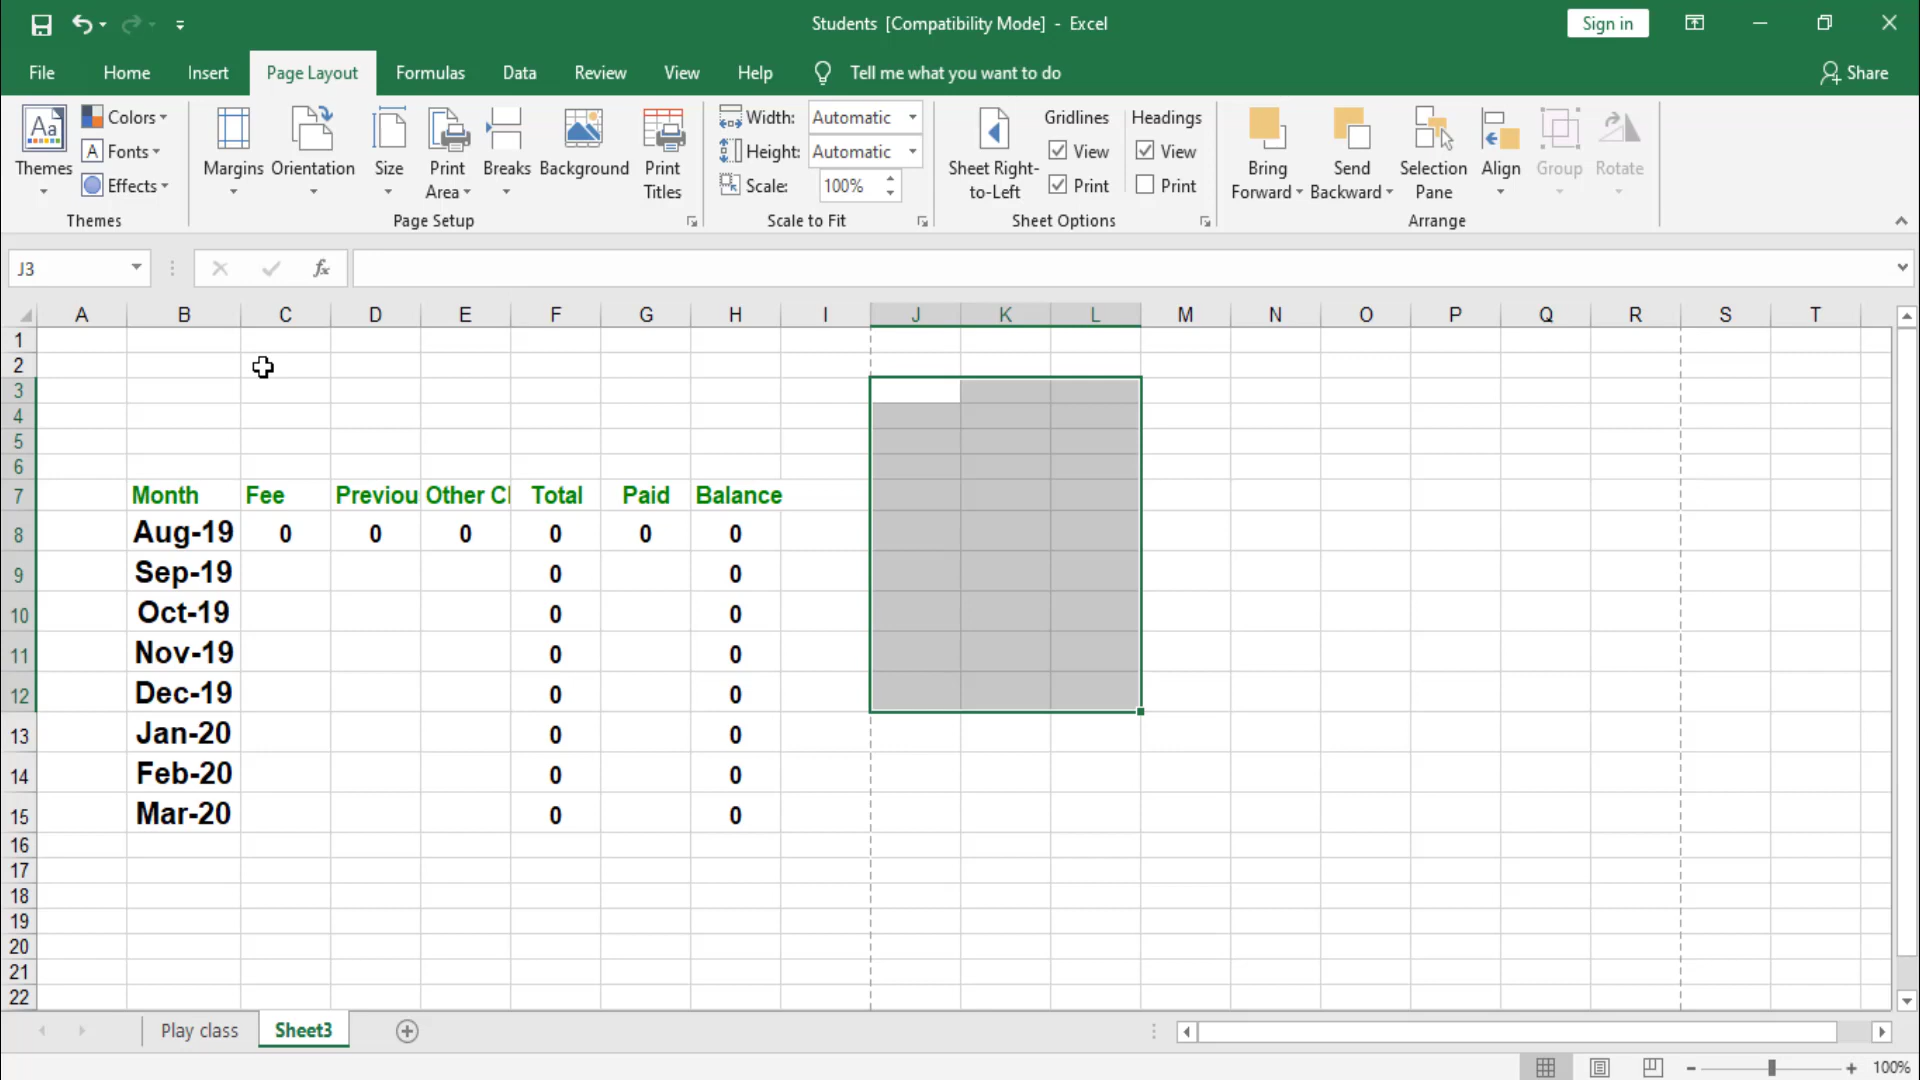 Students [Compatibility Mode] - Excel
Sign in
File Home Insert Page Layout Formulas Data Review View Help Tell me what you want to do Share
Aa
Themes
Colors
A Fonts
Effects
Themes
Margins Orientation Size Print Area Breaks Background Print Titles
Page Setup
Width: Automatic
Height: Automatic
Scale: 100%
Scale to Fit
Sheet Right-to-Left
Gridlines
View
Print
Headings
View
Print
Sheet Options
Bring Forward Send Backward Selection Pane Align Group Rotate
Arrange
J3 fx
A B C D E F G H I J K L M N O P Q R S T
1
2
3
4
5
6
7 Month Fee Previou Other Cl Total Paid Balance
8 Aug-19 0 0 0 0 0 0
9 Sep-19 0 0
10 Oct-19 0 0
11 Nov-19 0 0
12 Dec-19 0 0
13 Jan-20 0 0
14 Feb-20 0 0
15 Mar-20 0 0
16
17
18
19
20
21
22
Play class Sheet3
100%